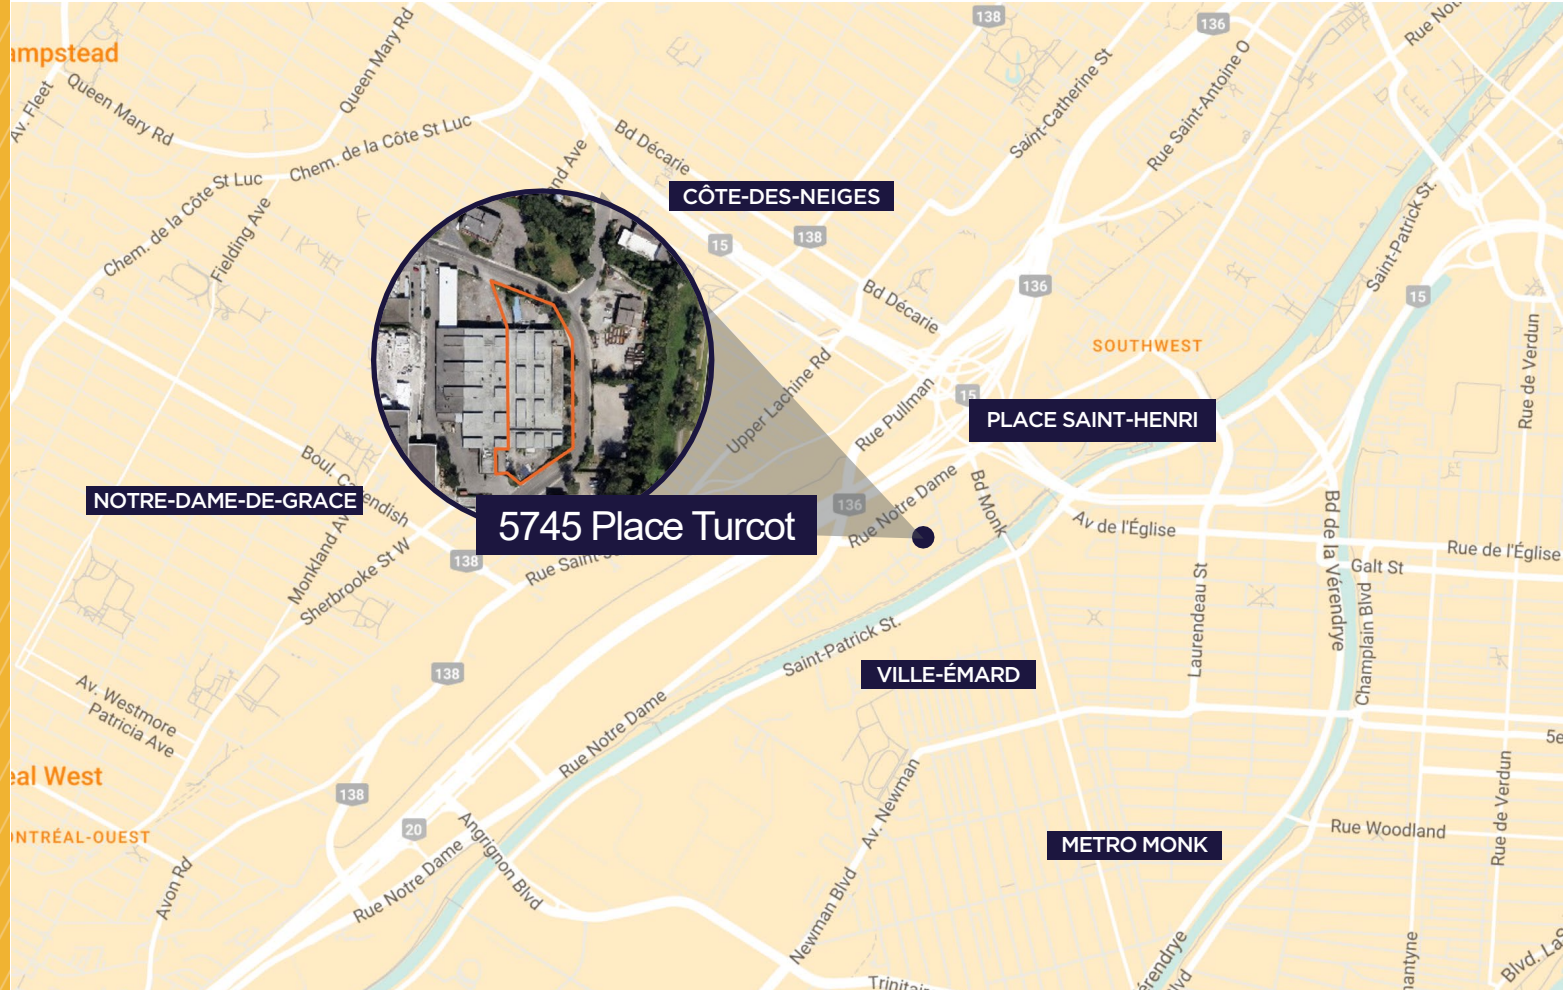 138
136
Rue Saint-Antoine O
Saint-Catherine St
Queen Mary Rd
ampstead
Av. Fleet
Queen Mary Rd
Chem. de la Côte St Luc
Bd Décarie
Chem. de la Côte St Luc
Fielding Ave
CÔTE-DES-NEIGES
15
138
136
Bd Décarie
Saint-Patrick St.
15
SOUTHWEST
Rue de Verdun
Upper Lachine Rd
Rue Pullman
15
PLACE SAINT-HENRI
Boul. Cavendish
NOTRE-DAME-DE-GRACE
5745 Place Turcot
136
Rue Notre Dame
Bd Monk
Av de l'Église
Bd de la Vérendrye
Rue de l'Église
Galt St
138
Sherbrooke St W
Laurendeau St
Champlain Blvd
Saint-Patrick St.
VILLE-ÉMARD
138
Av. Westmore
Patricia Ave
Rue Notre Dame
eal West
138
20
ONTRÉAL-OUEST
Angrignon Blvd
Av. Newman
Rue Woodland
Rue de Verdun
METRO MONK
Avon Rd
Rue Notre Dame
Newman Blvd